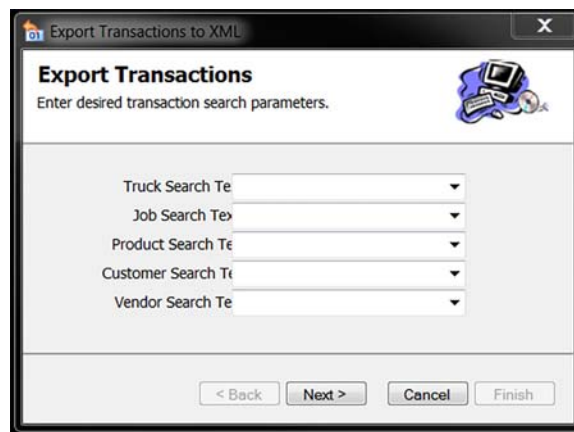 Export Transactions to XML
X
Export Transactions
Enter desired transaction search parameters.
Truck Search Te
Job Search Tex
Product Search Te
Customer Search Te
Vendor Search Te
< Back Next > Cancel Finish